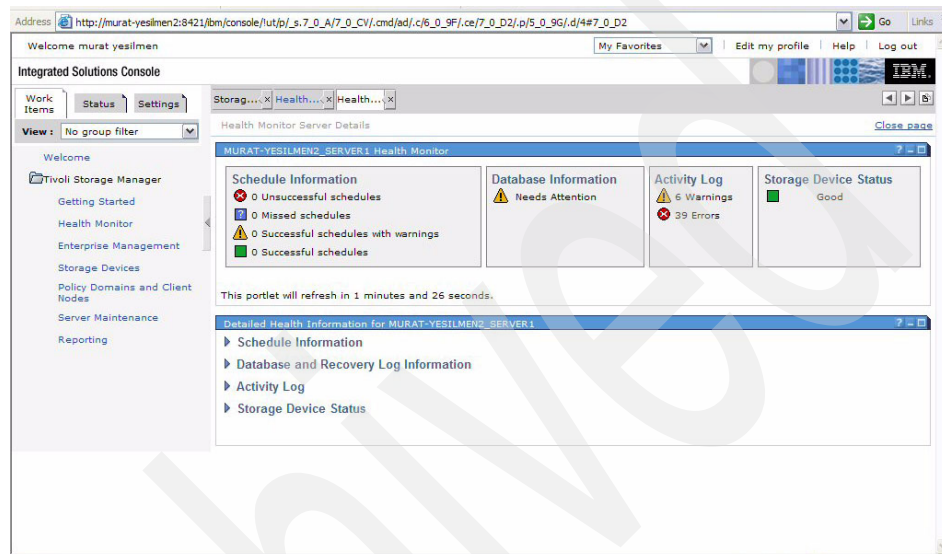 Address http://murat-yesilmen2:8421/ibm/console/!ut/p/_s.7_0_A/7_0_CV/.cmd/ad/.c/6_0_9F/.ce/7_0_D2/.p/5_0_9G/.d/4#7_0_D2 Go Links
Welcome murat yesilmen My Favorites Edit my profile Help Log out
Integrated Solutions Console IBM.
Work Items Status Settings Storag... x Health... x Health... x
View : No group filter Health Monitor Server Details Close page
Welcome
Tivoli Storage Manager
Getting Started
Health Monitor
Enterprise Management
Storage Devices
Policy Domains and Client
Nodes
Server Maintenance
Reporting
MURAT-YESILMEN2_SERVER1 Health Monitor ?
Schedule Information
0 Unsuccessful schedules
? 0 Missed schedules
0 Successful schedules with warnings
0 Successful schedules
Database Information
Needs Attention
Activity Log
6 Warnings
39 Errors
Storage Device Status
Good
This portlet will refresh in 1 minutes and 26 seconds.
Detailed Health Information for MURAT-YESILMEN2_SERVER1 ?
Schedule Information
Database and Recovery Log Information
Activity Log
Storage Device Status